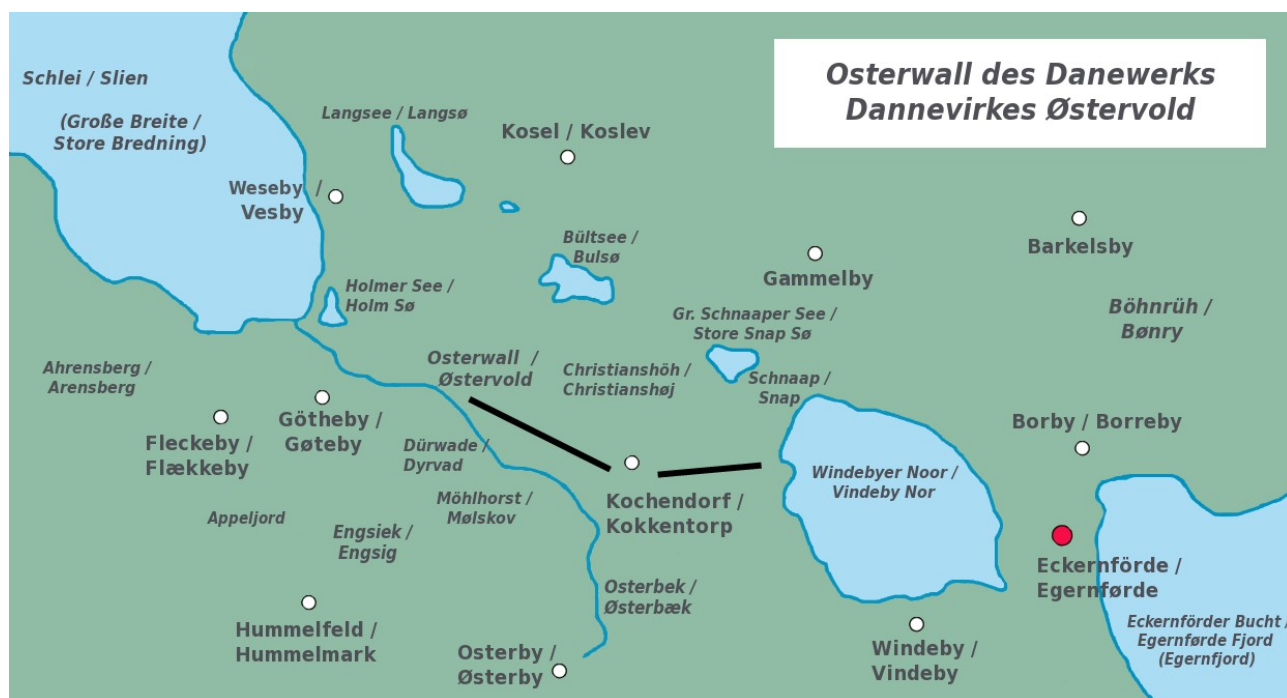 Osterwall des Danewerks
Dannevirkes Østervold
Schlei / Slien
(Große Breite /
Store Bredning)
Langsee / Langsø
Kosel / Koslev
Weseby /
Vesby
Bültsee /
Bulsø
Gammelby
Barkelsby
Holmer See /
Holm Sø
Gr. Schnaaper See /
Store Snap Sø
Böhnrüh /
Bønry
Ahrensberg /
Arensberg
Osterwall /
Østervold
Christianshöh /
Christianshøj
Schnaap /
Snap
Götheby /
Gøteby
Fleckeby /
Flækkeby
Dürwade /
Dyrvad
Borby / Borreby
Windebyer Noor /
Vindeby Nor
Möhlhorst /
Mølskov
Kochendorf /
Kokkentorp
Appeljord
Engsiek /
Engsig
Eckernförde /
Egernførde
Osterbek /
Østerbæk
Hummelfeld /
Hummelmark
Osterby /
Østerby
Windeby /
Vindeby
Eckernförder Bucht /
Egernførde Fjord
(Egernfjord)